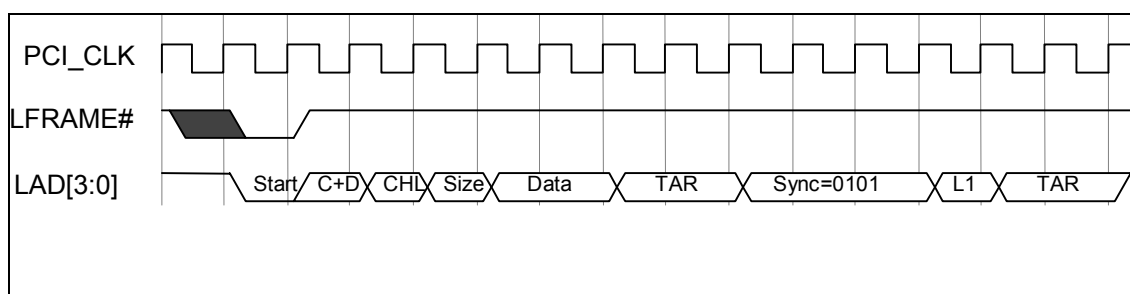 PCI_CLK
LFRAME#
LAD[3:0] Start C+D CHL Size Data TAR Sync=0101 L1 TAR